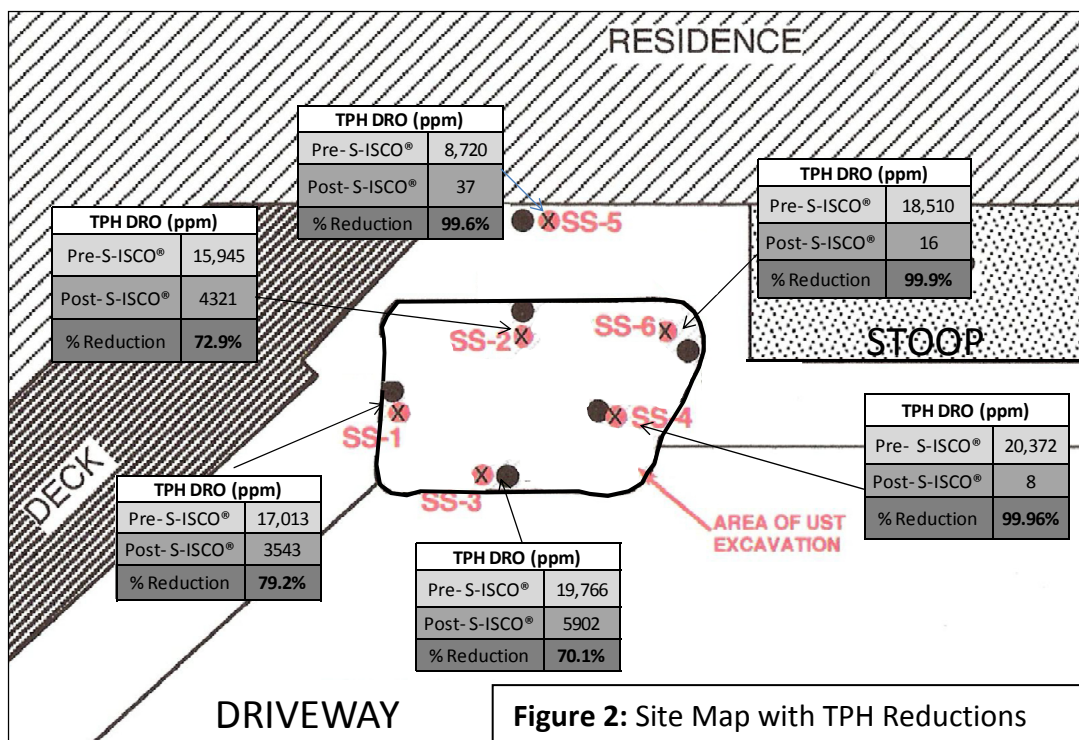 RESIDENCE
TPH DRO (ppm)
Pre- S-ISCO® 8,720
Post- S-ISCO® 37
% Reduction 99.6%
SS-5
TPH DRO (ppm)
Pre- S-ISCO® 18,510
Post- S-ISCO® 16
% Reduction 99.9%
TPH DRO (ppm)
Pre-S-ISCO® 15,945
Post- S-ISCO® 4321
% Reduction 72.9%
SS-2
SS-6
STOOP
SS-1
SS-4
TPH DRO (ppm)
Pre- S-ISCO® 20,372
Post- S-ISCO® 8
% Reduction 99.96%
DECK
SS-3
TPH DRO (ppm)
Pre- S-ISCO® 17,013
Post- S-ISCO® 3543
% Reduction 79.2%
AREA OF UST
EXCAVATION
TPH DRO (ppm)
Pre- S-ISCO® 19,766
Post- S-ISCO® 5902
% Reduction 70.1%
DRIVEWAY
Figure 2: Site Map with TPH Reductions